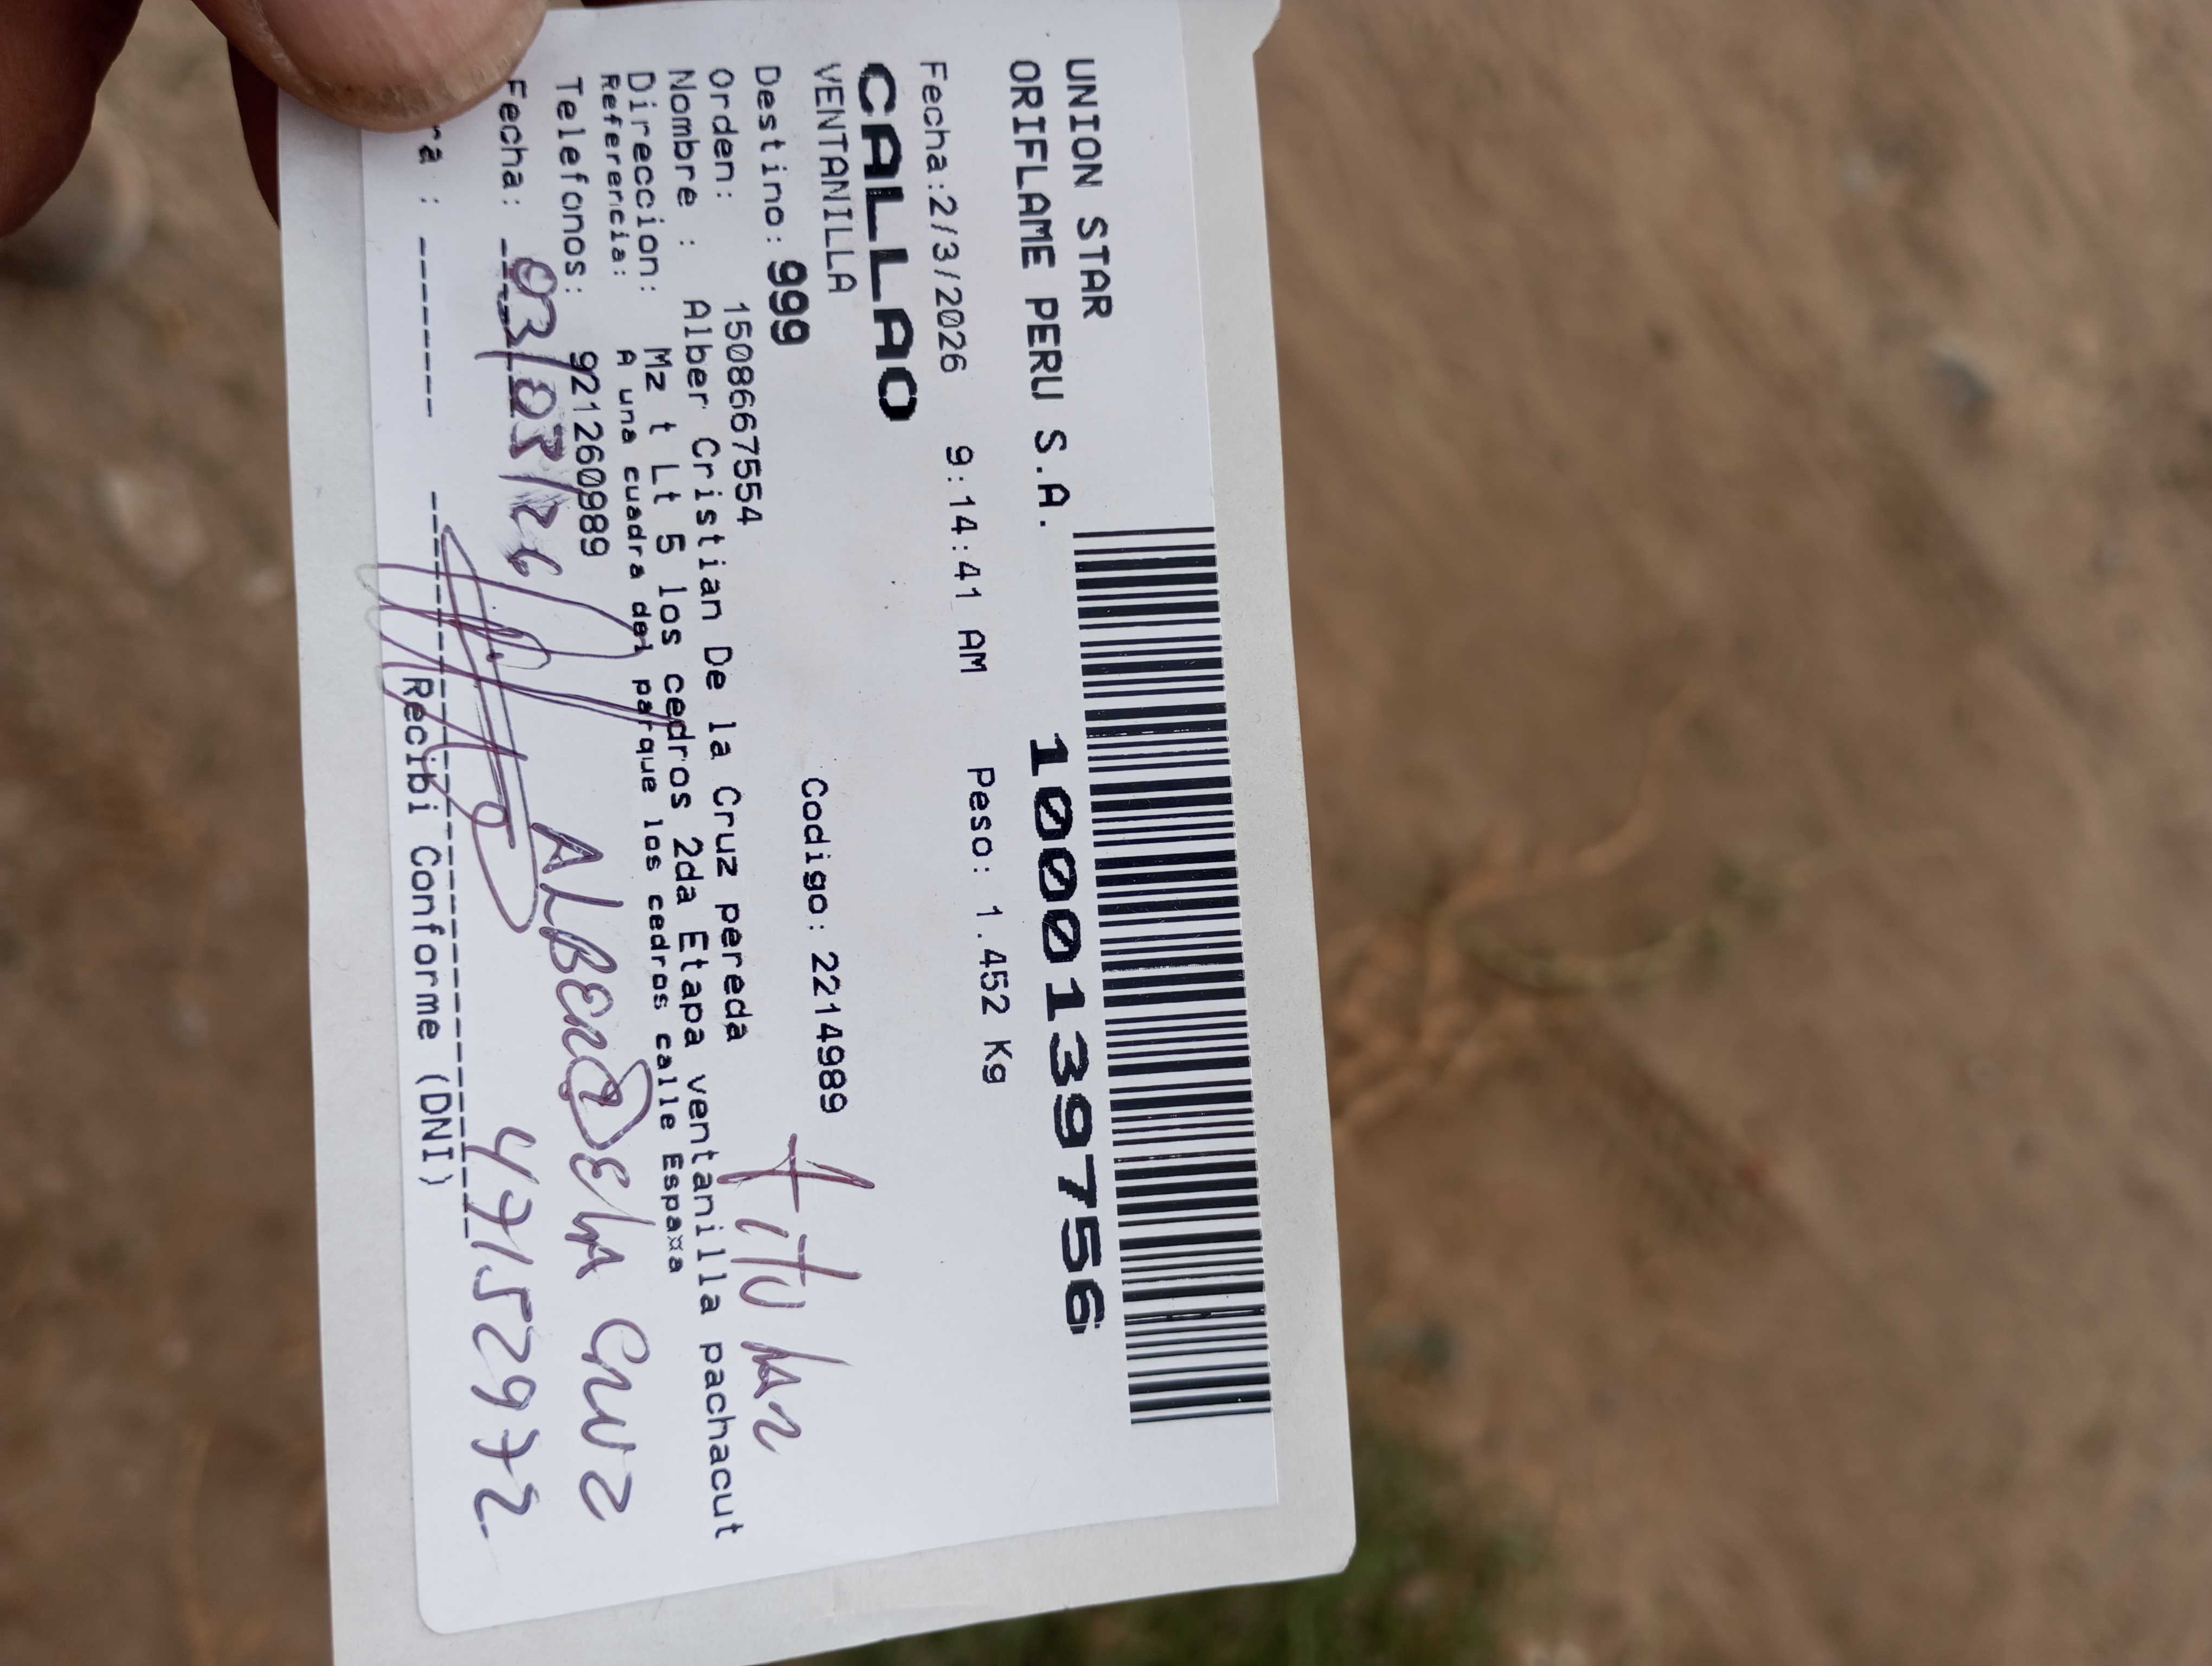 UNION STAR
ORIFLAME PERU S.A.
1000139756
Fecha:2/3/2026 9:14:41 AM Peso: 1.452 Kg
CALLAO
VENTANILLA
Destino: 999 Codigo: 2214989
titular
Orden: 1508667554
Nombre : Alber Cristian De la Cruz pereda
Direccion: Mz t Lt 5 los cedros 2da Etapa ventanilla pachacut
Referencia: A una cuadra del parque los cedros calle Espa¤a
Telefonos: 921260989
Fecha: 03/03/26
ALBER De la Cruz
47152972
ra : ------- Recibi Conforme (DNI)